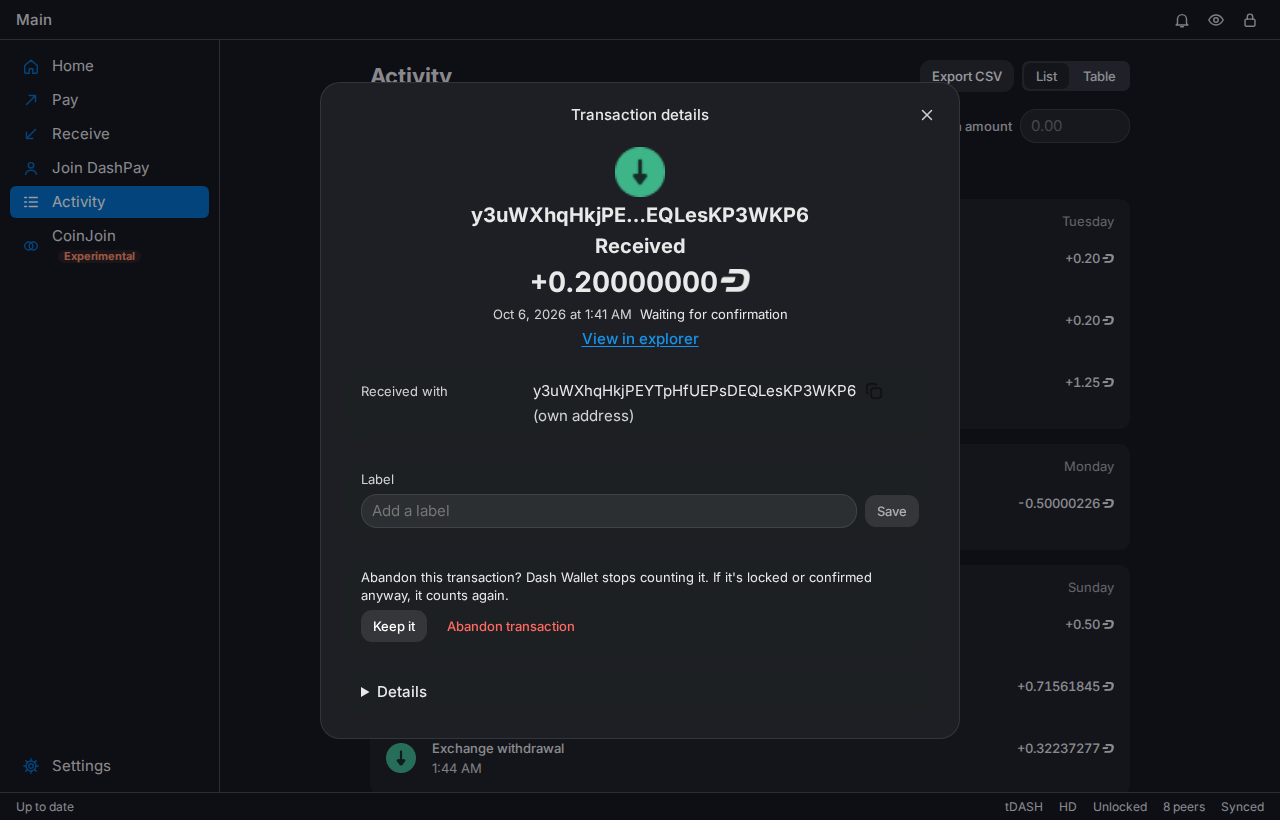 Main
Home
Pay
Receive
Join DashPay
Activity
CoinJoin
Experimental
Settings
Activity
Export CSV
List
Table
amount
0.00
Tuesday
+0.20
+0.20
+1.25
Monday
-0.50000226
Sunday
+0.50
+0.71561845
Exchange withdrawal
+0.32237277
1:44 AM
Transaction details
y3uWXhqHkjPE...EQLesKP3WKP6
Received
+0.20000000
Oct 6, 2026 at 1:41 AM Waiting for confirmation
View in explorer
Received with
y3uWXhqHkjPEYTpHfUEPsDEQLesKP3WKP6
(own address)
Label
Add a label
Save
Abandon this transaction? Dash Wallet stops counting it. If it's locked or confirmed
anyway, it counts again.
Keep it
Abandon transaction
Details
Up to date
tDASH
HD
Unlocked
8 peers
Synced